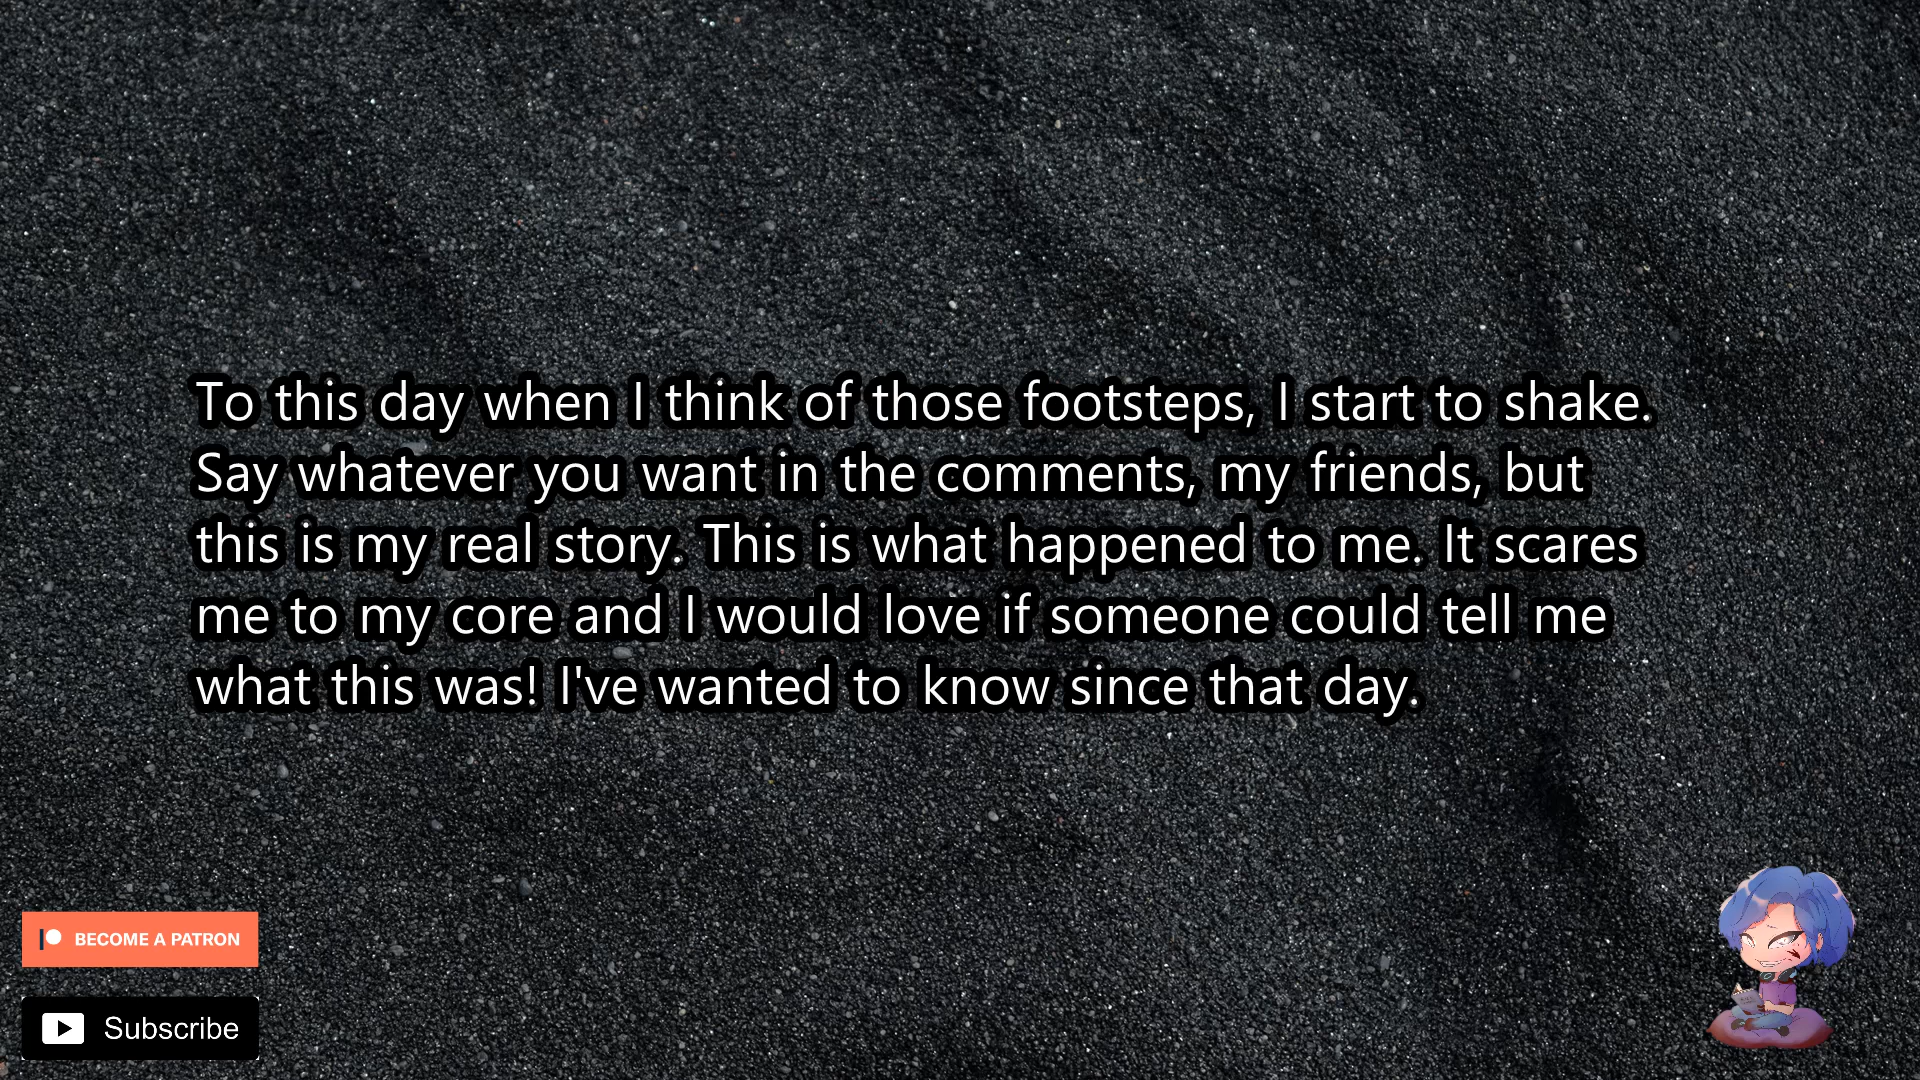 To this day when I think of those footsteps, I start to shake.
Say whatever you want in the comments, my friends, but
this is my real story. This is what happened to me. It scares
me to my core and I would love if someone could tell me
what this was! I've wanted to know since that day.
BECOME A PATRON
Subscribe